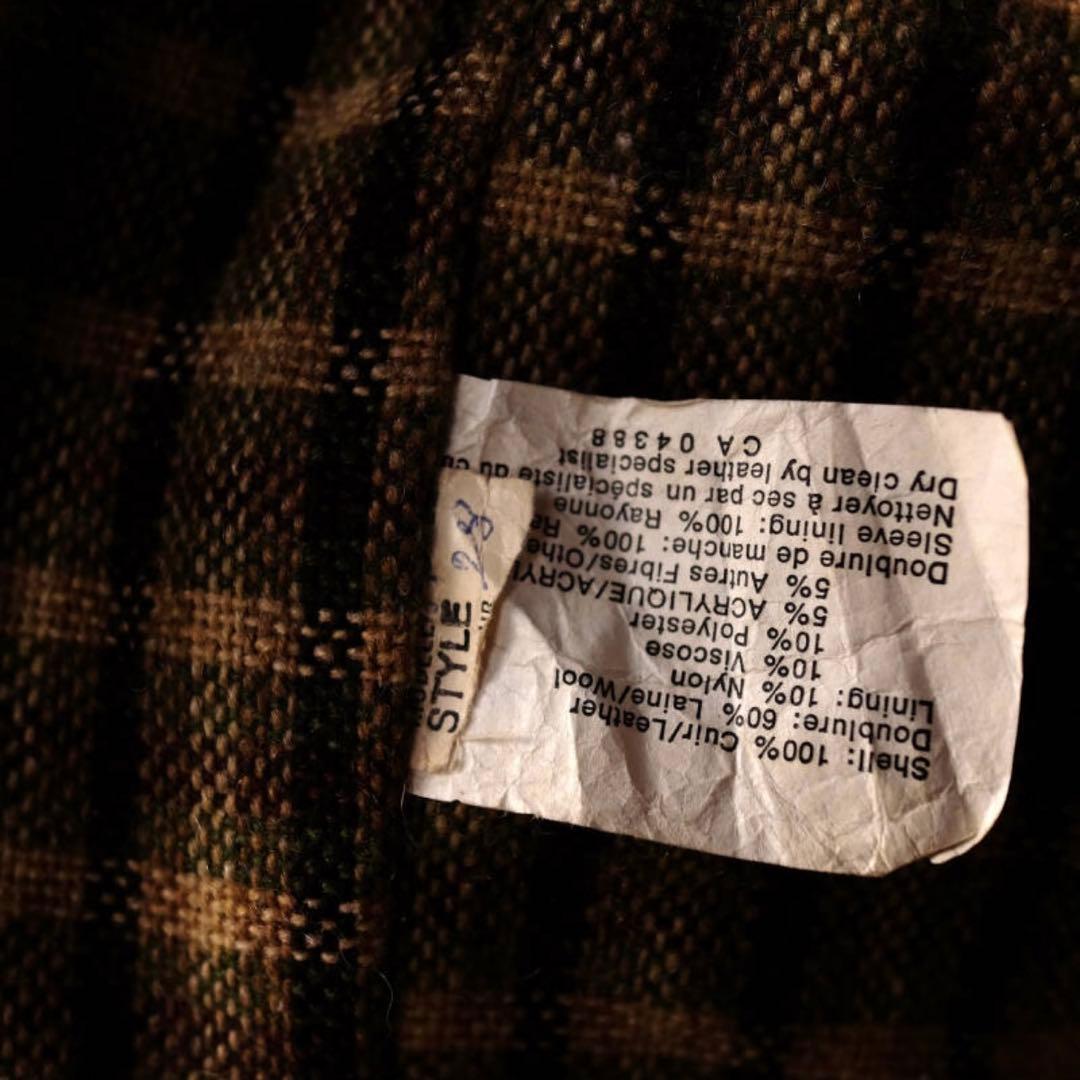 Shell: 100% Cuir/Leather
Doublure: 60% Laine/Wool
Lining: 10% Nylon
10% Viscose
10% Polyester
5% ACRYLIQUE/ACRY
5% Autres Fibres/Othe
Doublure de manche: 100% Ra
Sleeve lining: 100% Rayonne
Nettoyer à sec par un spécialiste du cu
Dry clean by leather specialist
CA 04388
STYLE